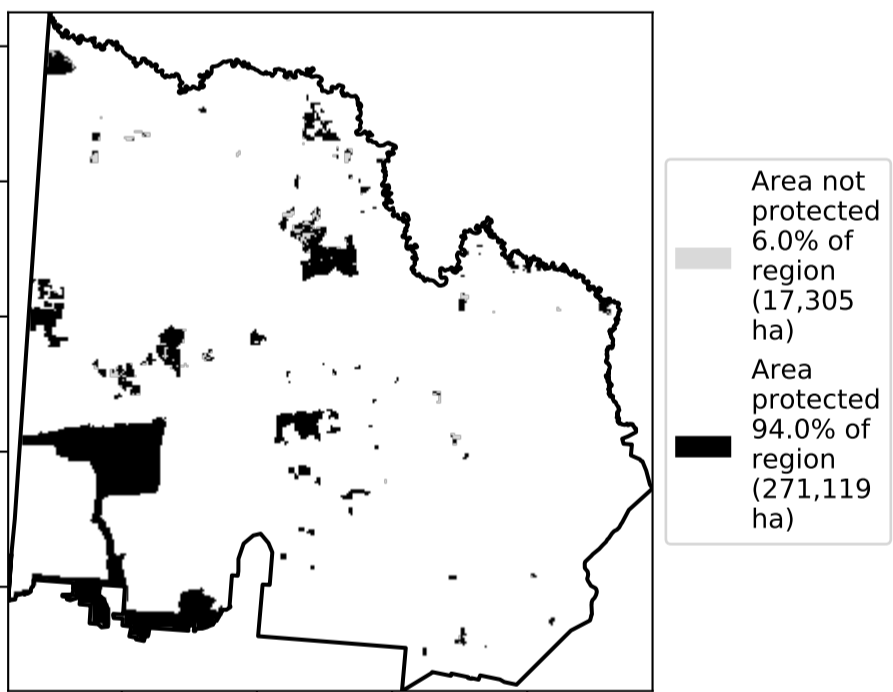 Area not
protected
6.0% of
region
(17,305
ha)
Area
protected
94.0% of
region
(271,119
ha)